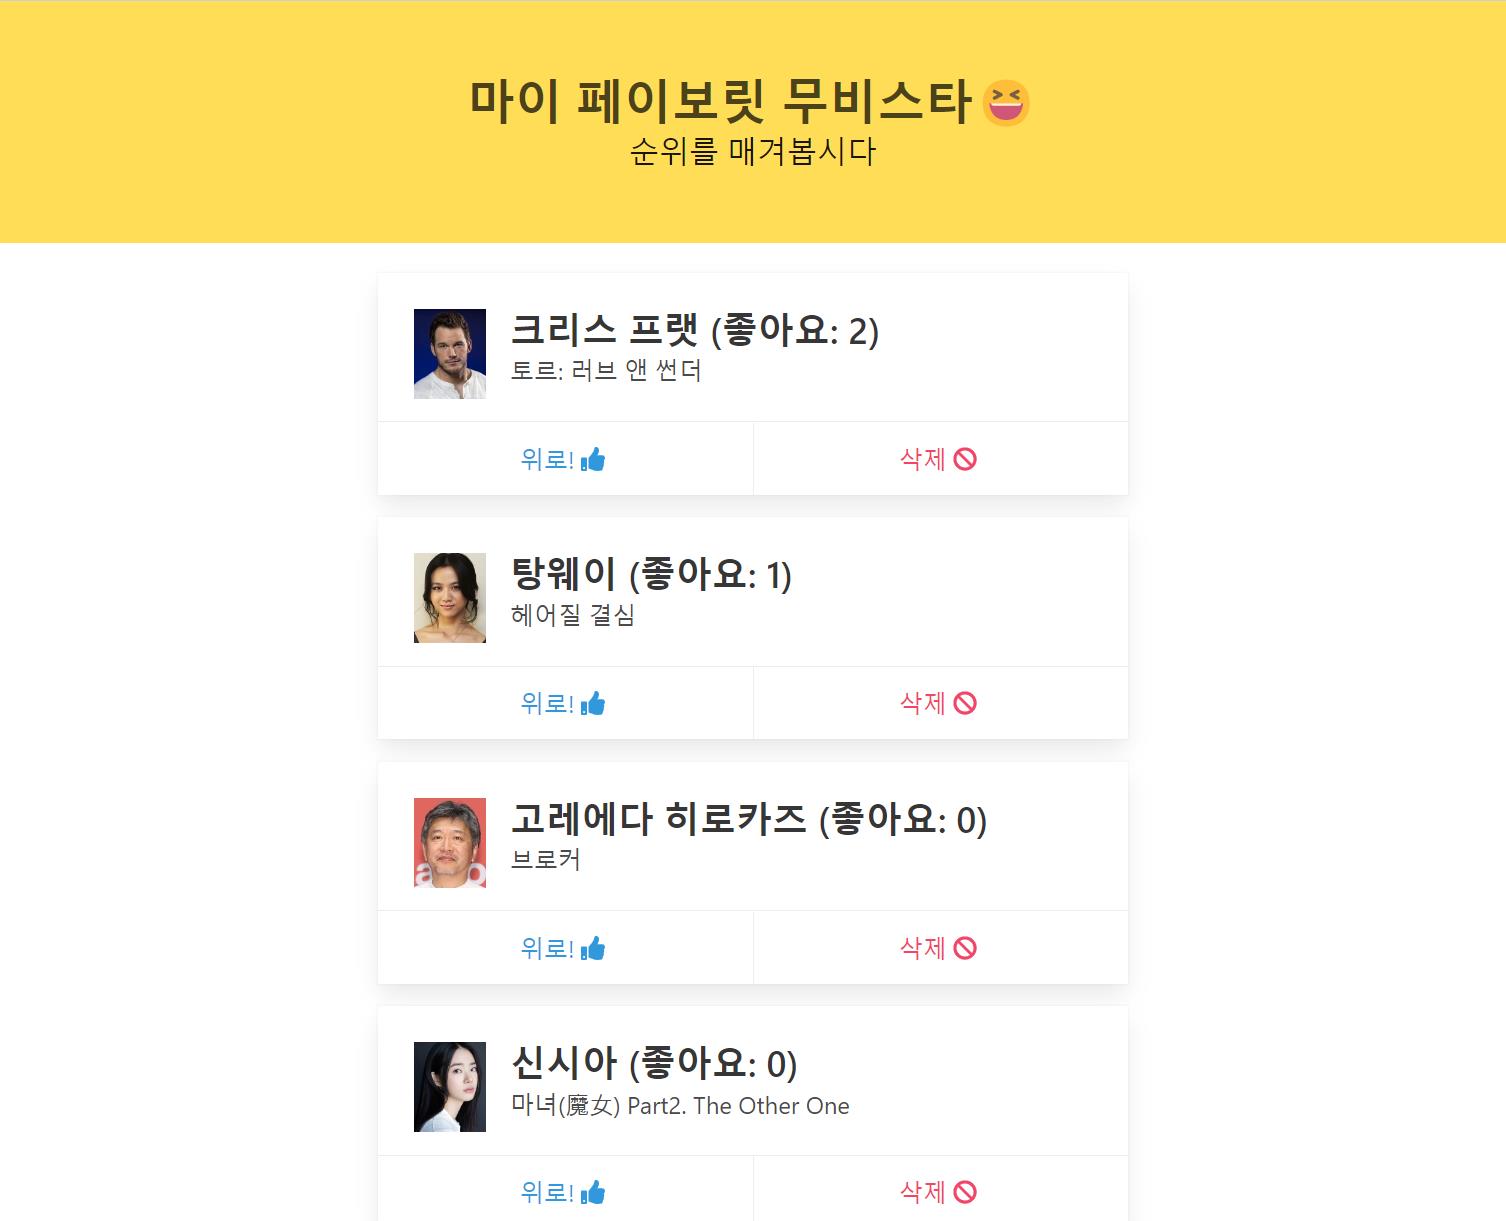 마이 페이보릿 무비스타😆
순위를 매겨봅시다
크리스 프랫 (좋아요: 2)
토르: 러브 앤 썬더
위로!
삭제
탕웨이 (좋아요: 1)
헤어질 결심
위로!
삭제
고레에다 히로카즈 (좋아요: 0)
브로커
위로!
삭제
신시아 (좋아요: 0)
마녀(魔女) Part2. The Other One
위로!
삭제